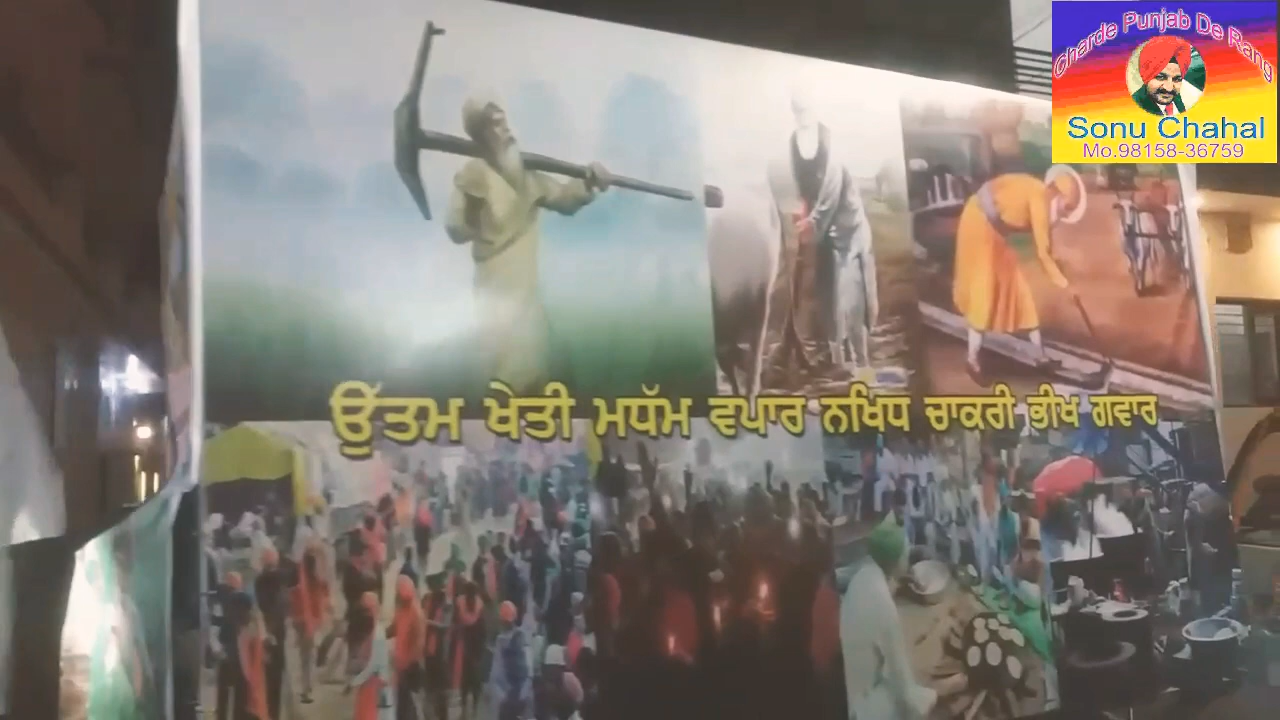 Charde Punjab De Rang
Sonu Chahal
Mo.98158-36759
ਉੱਤਮ ਖੇਤੀ ਮਧੱਮ ਵਪਾਰ ਨਖਿਧ ਚਾਕਰੀ ਭੀਖ ਗਵਾਰ